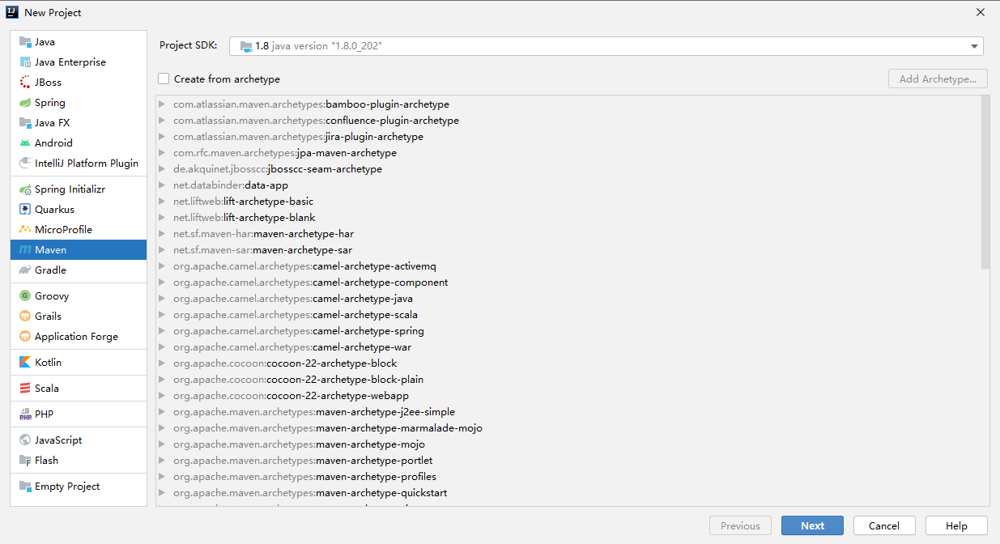 New Project
Java
Java Enterprise
JBoss
Spring
Java FX
Android
IntelliJ Platform Plugin
Spring Initializr
Quarkus
MicroProfile
Maven
Gradle
Groovy
Grails
Application Forge
Kotlin
Scala
PHP
JavaScript
Flash
Empty Project
Project SDK: 1.8 java version "1.8.0_202"
Create from archetype Add Archetype...
com.atlassian.maven.archetypes:bamboo-plugin-archetype
com.atlassian.maven.archetypes:confluence-plugin-archetype
com.atlassian.maven.archetypes:jira-plugin-archetype
com.rfc.maven.archetypes:jpa-maven-archetype
de.akquinet.jbosscc:jbosscc-seam-archetype
net.databinder:data-app
net.liftweb:lift-archetype-basic
net.liftweb:lift-archetype-blank
net.sf.maven-har:maven-archetype-har
net.sf.maven-sar:maven-archetype-sar
org.apache.camel.archetypes:camel-archetype-activemq
org.apache.camel.archetypes:camel-archetype-component
org.apache.camel.archetypes:camel-archetype-java
org.apache.camel.archetypes:camel-archetype-scala
org.apache.camel.archetypes:camel-archetype-spring
org.apache.camel.archetypes:camel-archetype-war
org.apache.cocoon:cocoon-22-archetype-block
org.apache.cocoon:cocoon-22-archetype-block-plain
org.apache.cocoon:cocoon-22-archetype-webapp
org.apache.maven.archetypes:maven-archetype-j2ee-simple
org.apache.maven.archetypes:maven-archetype-marmalade-mojo
org.apache.maven.archetypes:maven-archetype-mojo
org.apache.maven.archetypes:maven-archetype-portlet
org.apache.maven.archetypes:maven-archetype-profiles
org.apache.maven.archetypes:maven-archetype-quickstart
Previous Next Cancel Help